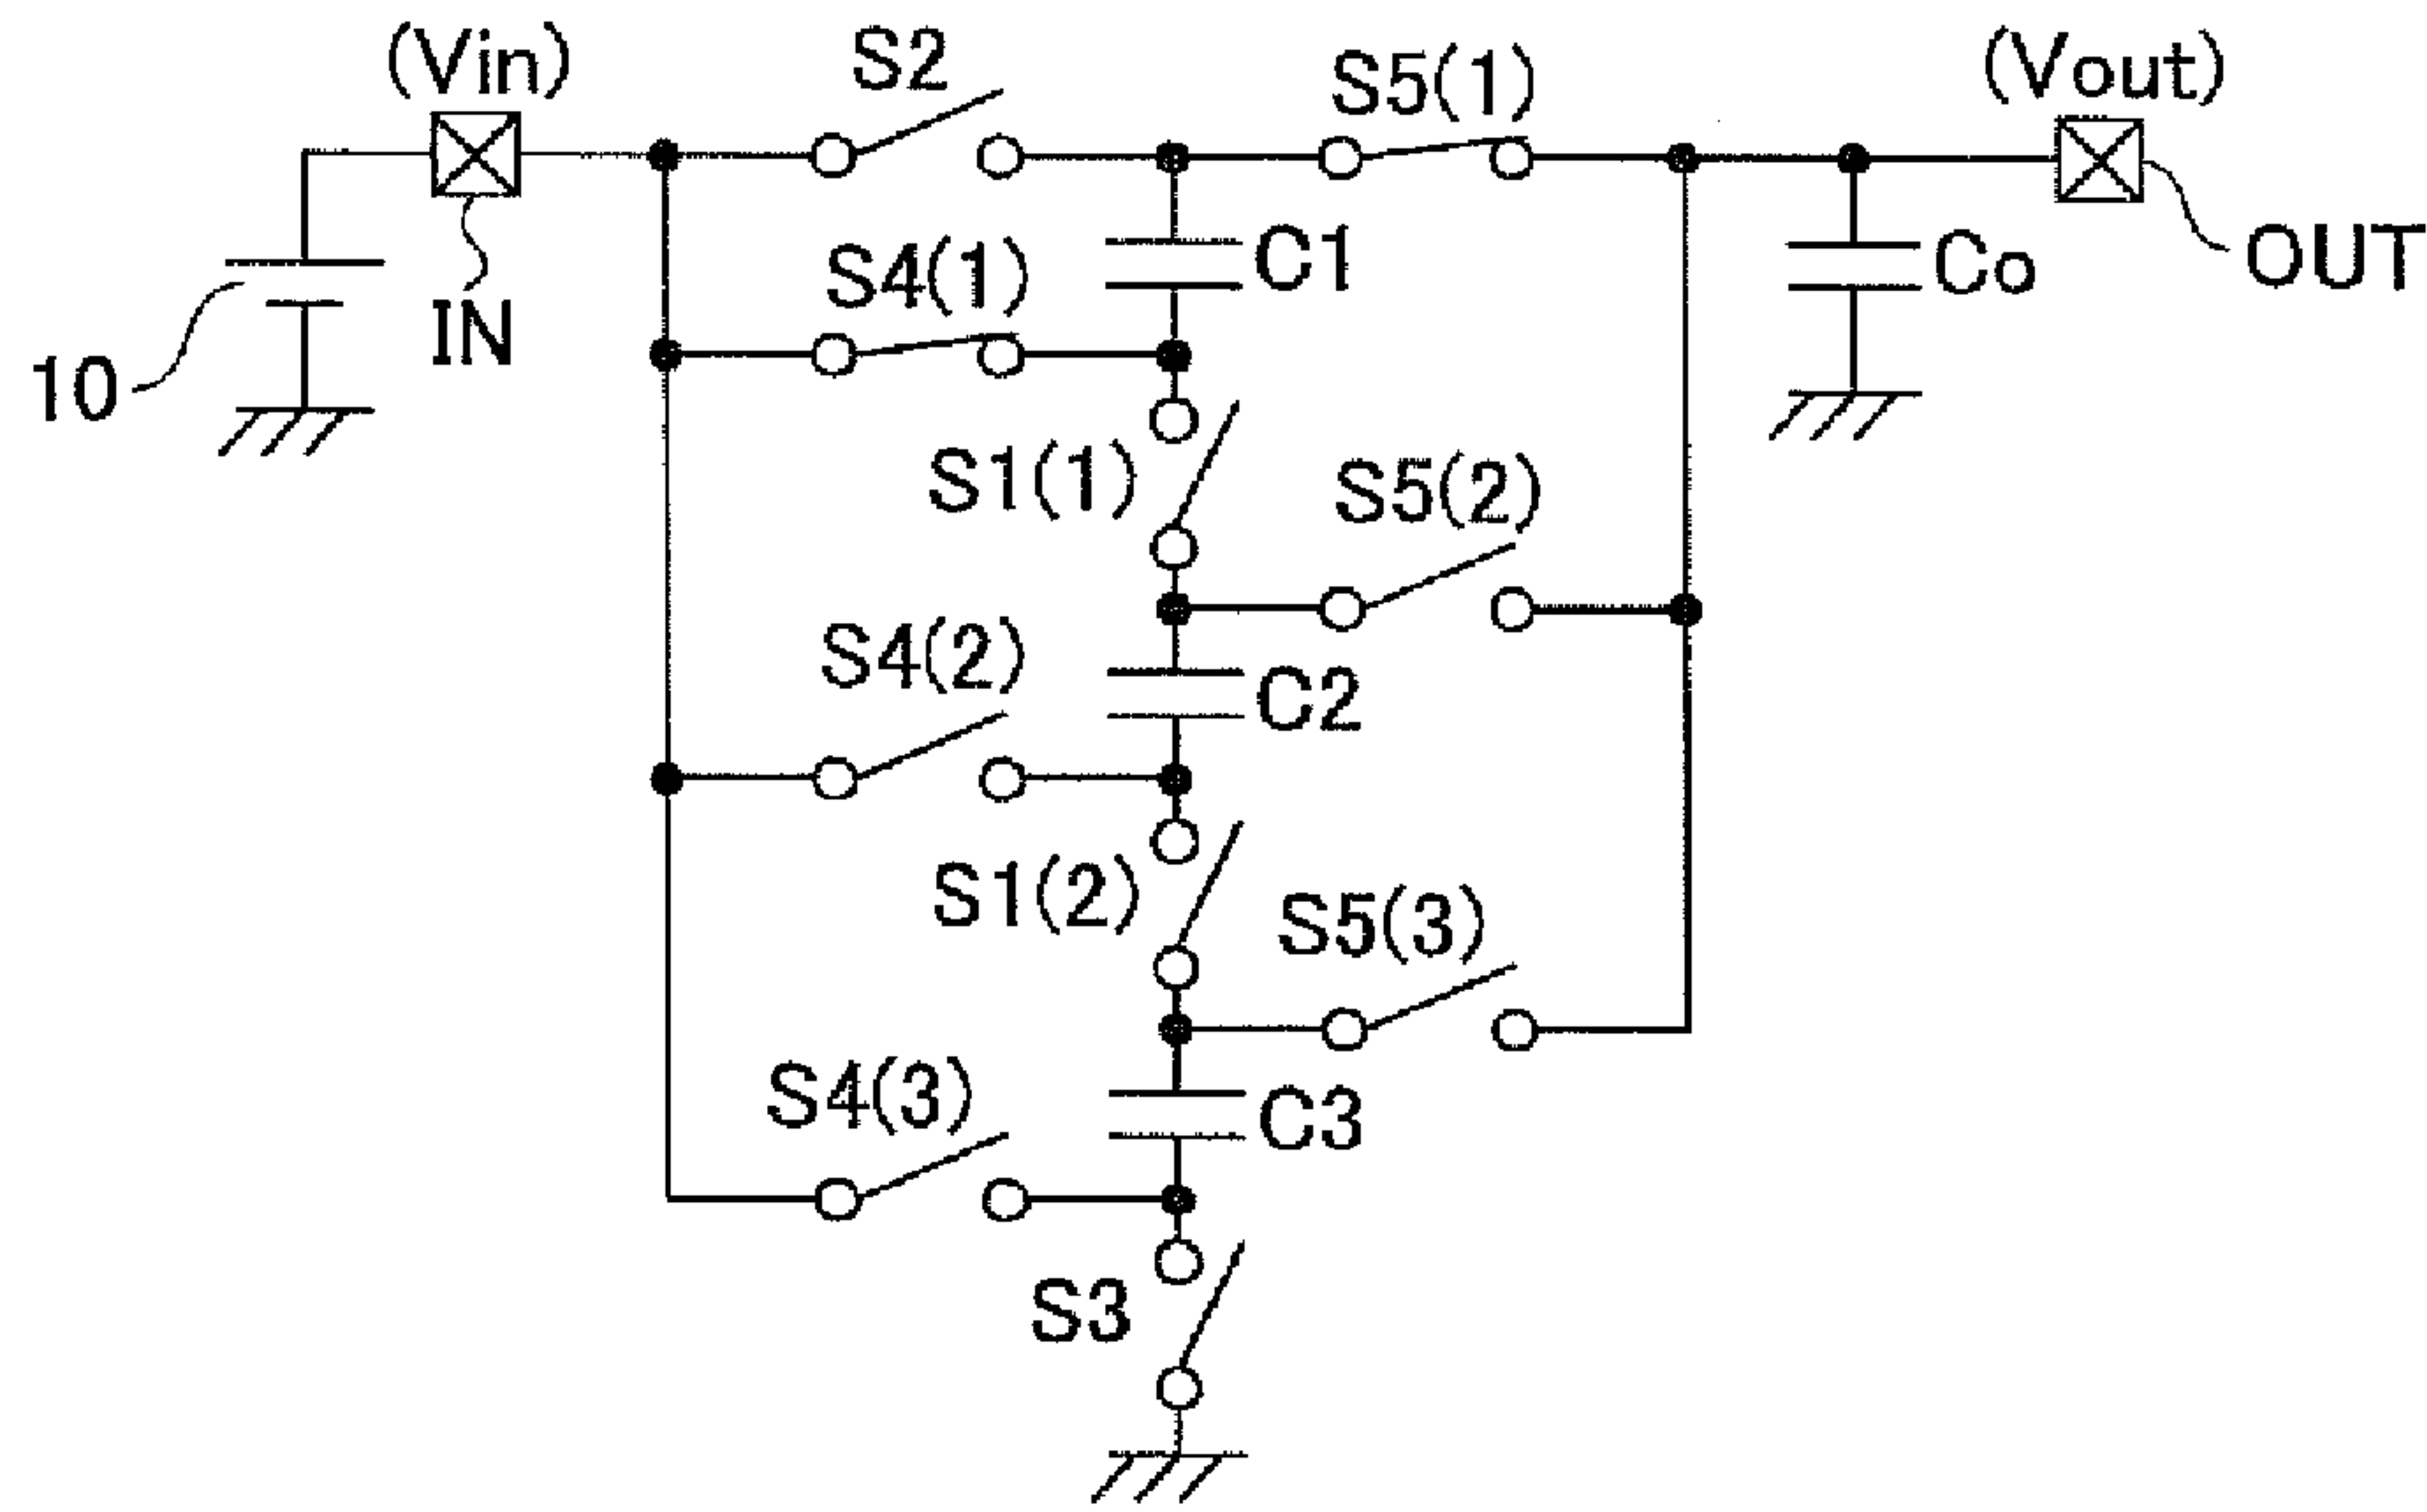 (Vin)
S2
S5(1)
(Vout)
S4(1)
C1
Co
OUT
IN
10
S1(1)
S5(2)
S4(2)
C2
S1(2)
S5(3)
S4(3)
C3
S3